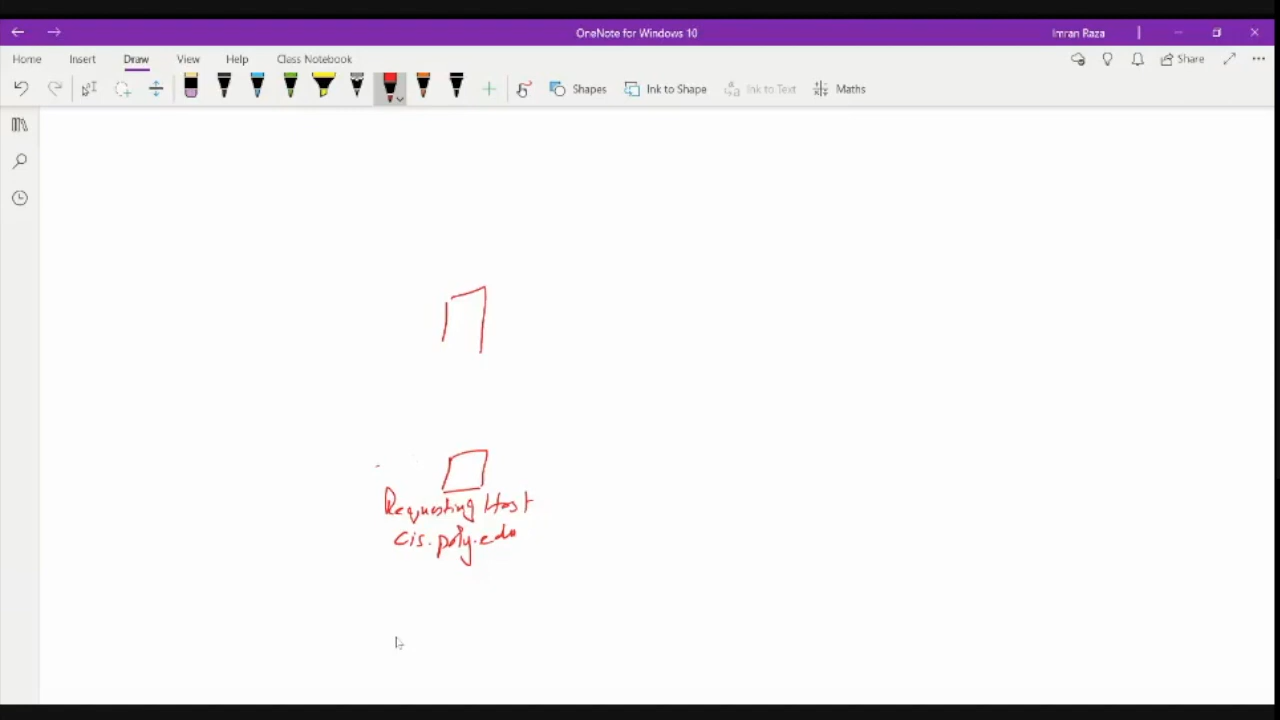 OneNote for Windows 10
Imran Raza
Home Insert Draw View Help Class Notebook
Share
Shapes
Ink to Shape
Ink to Text
Maths
Requesting Host
cis.poly.edu